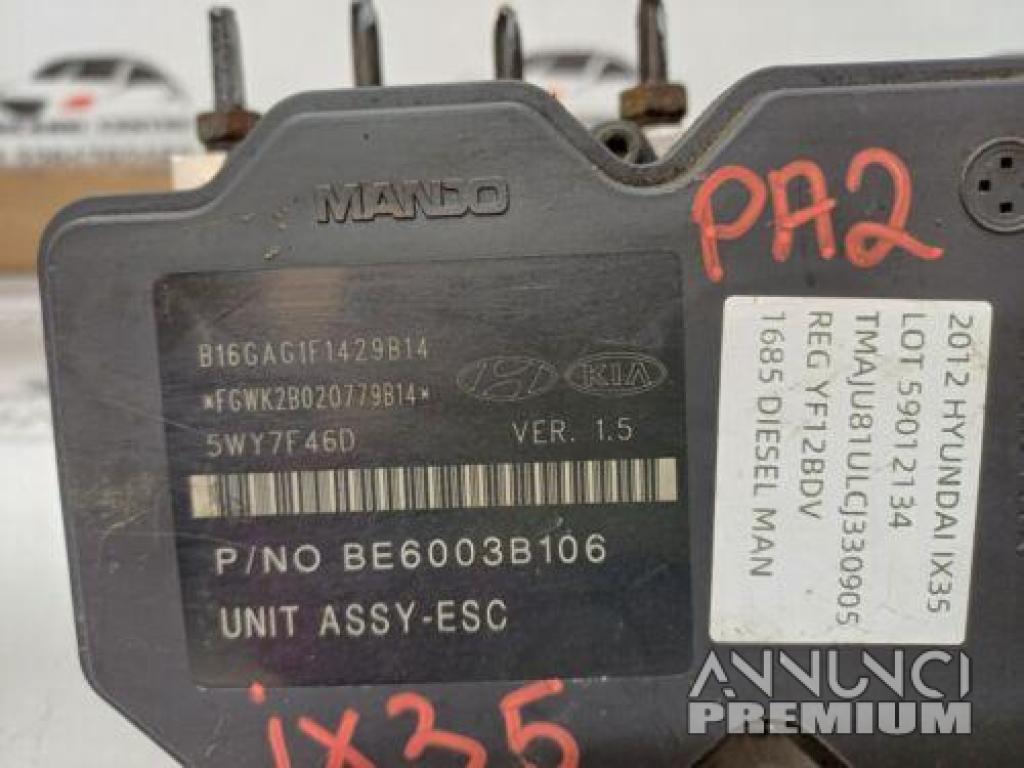 MANDO
PA2
B16GAG1F1429B14
*FGWK2B020779B14*
KIA
5WY7F46D
VER. 1.5
P/NO BE6003B106
UNIT ASSY-ESC
2012 HYUNDAI IX35
LOT 59012134
TMAJU81ULCJ330905
REG YF12BDV
1685 DIESEL MAN
ix35
ANNUNCI
PREMIUM